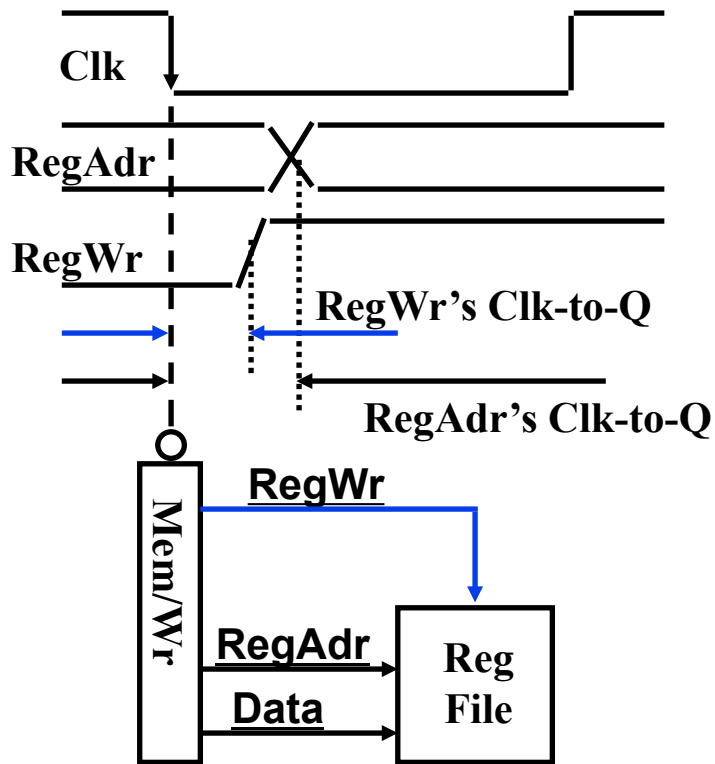 Clk
RegAdr
RegWr
RegWr's Clk-to-Q
RegAdr's Clk-to-Q
Mem/Wr
RegWr
RegAdr
Data
Reg
File